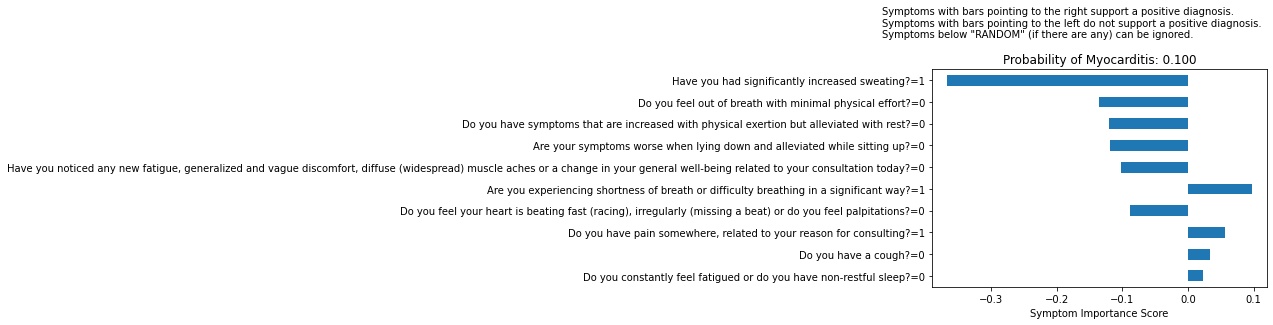 Symptoms with bars pointing to the right support a positive diagnosis.
Symptoms with bars pointing to the left do not support a positive diagnosis.
Symptoms below "RANDOM" (if there are any) can be ignored.
Probability of Myocarditis: 0.100
Have you had significantly increased sweating?=1
Do you feel out of breath with minimal physical effort?=0
Do you have symptoms that are increased with physical exertion but alleviated with rest?=0
Are your symptoms worse when lying down and alleviated while sitting up?=0
Have you noticed any new fatigue, generalized and vague discomfort, diffuse (widespread) muscle aches or a change in your general well-being related to your consultation today?=0
Are you experiencing shortness of breath or difficulty breathing in a significant way?=1
Do you feel your heart is beating fast (racing), irregularly (missing a beat) or do you feel palpitations?=0
Do you have pain somewhere, related to your reason for consulting?=1
Do you have a cough?=0
Do you constantly feel fatigued or do you have non-restful sleep?=0
−0.3 −0.2 −0.1 0.0 0.1
Symptom Importance Score